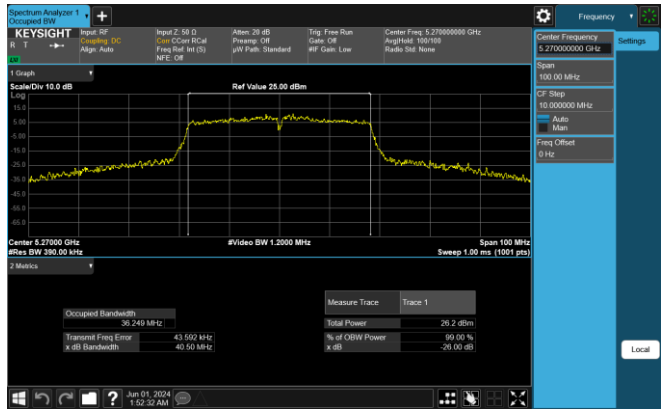 Spectrum Analyzer 1
Occupied BW
Frequency
KEYSIGHT
R T
Input: RF
Coupling: DC
Align: Auto
Input Z: 50 Ω
Corr CCorr RCal
Freq Ref: Int (S)
NFE: Off
Atten: 20 dB
Preamp: Off
µW Path: Standard
Trig: Free Run
Gate: Off
#IF Gain: Low
Center Freq: 5.270000000 GHz
Avg|Hold: 100/100
Radio Std: None
Center Frequency
5.270000000 GHz
Settings
Span
100.00 MHz
CF Step
10.000000 MHz
Auto
Man
Freq Offset
0 Hz
1 Graph
Scale/Div 10.0 dB
Ref Value 25.00 dBm
Log
15.0
5.00
-5.00
-15.0
-25.0
-35.0
-45.0
-55.0
-65.0
Center 5.27000 GHz
#Video BW 1.2000 MHz
Span 100 MHz
#Res BW 390.00 kHz
Sweep 1.00 ms (1001 pts)
2 Metrics
Measure Trace
Trace 1
Occupied Bandwidth
36.249 MHz
Total Power
26.2 dBm
Transmit Freq Error
43.592 kHz
% of OBW Power
99.00 %
x dB Bandwidth
40.50 MHz
x dB
-26.00 dB
Local
Jun 01, 2024
1:52:32 AM